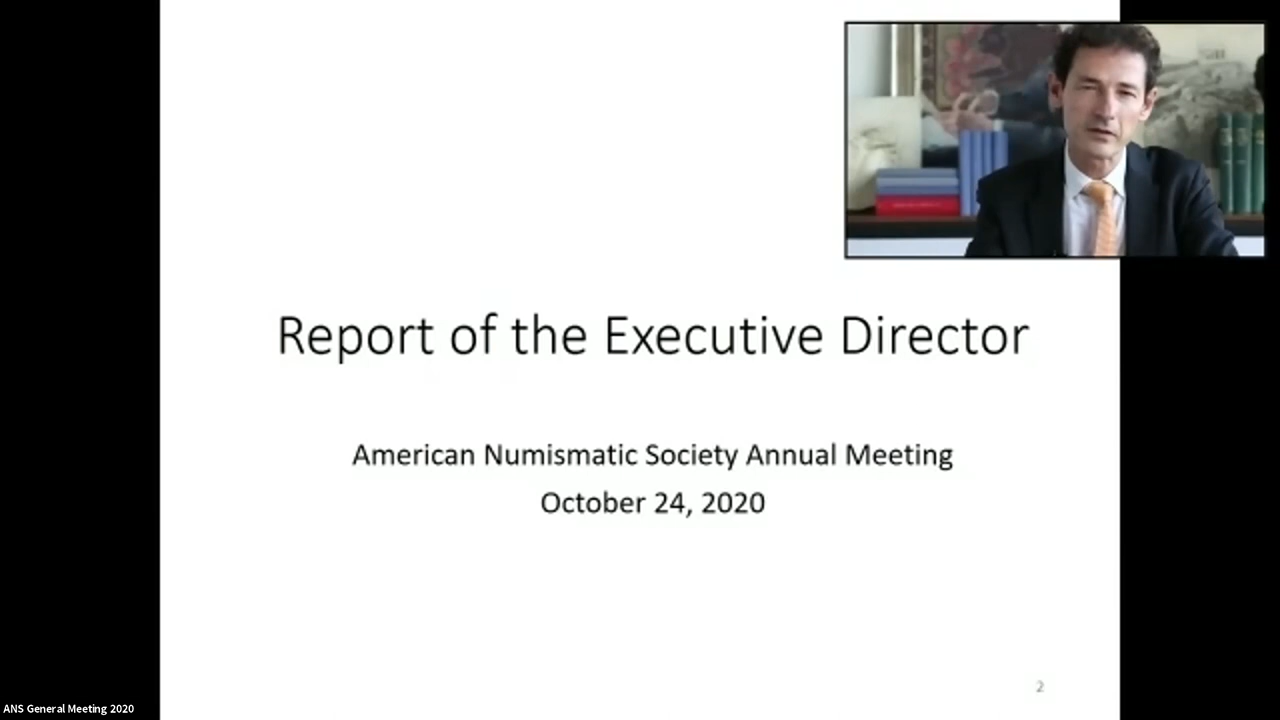 Report of the Executive Director
American Numismatic Society Annual Meeting
October 24, 2020
2
ANS General Meeting 2020